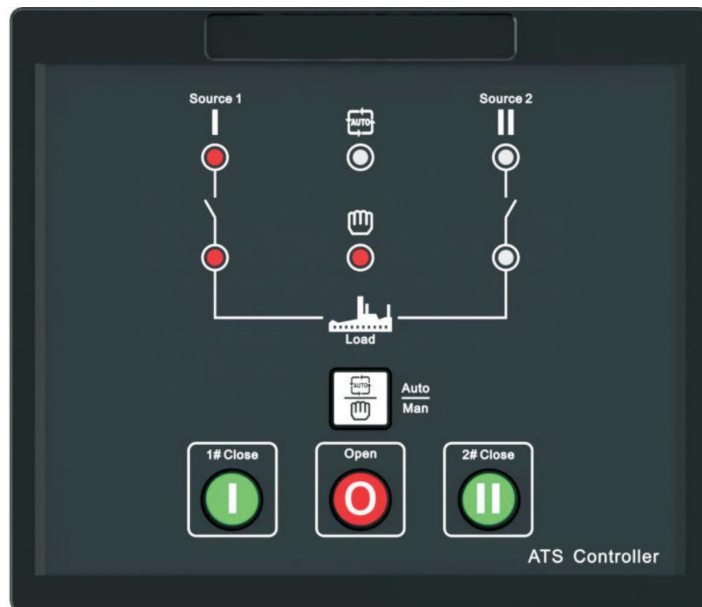 Source 1
Source 2
I
AUTO
II
Load
AUTO
Auto
Man
1# Close
Open
2# Close
I
O
II
ATS Controller